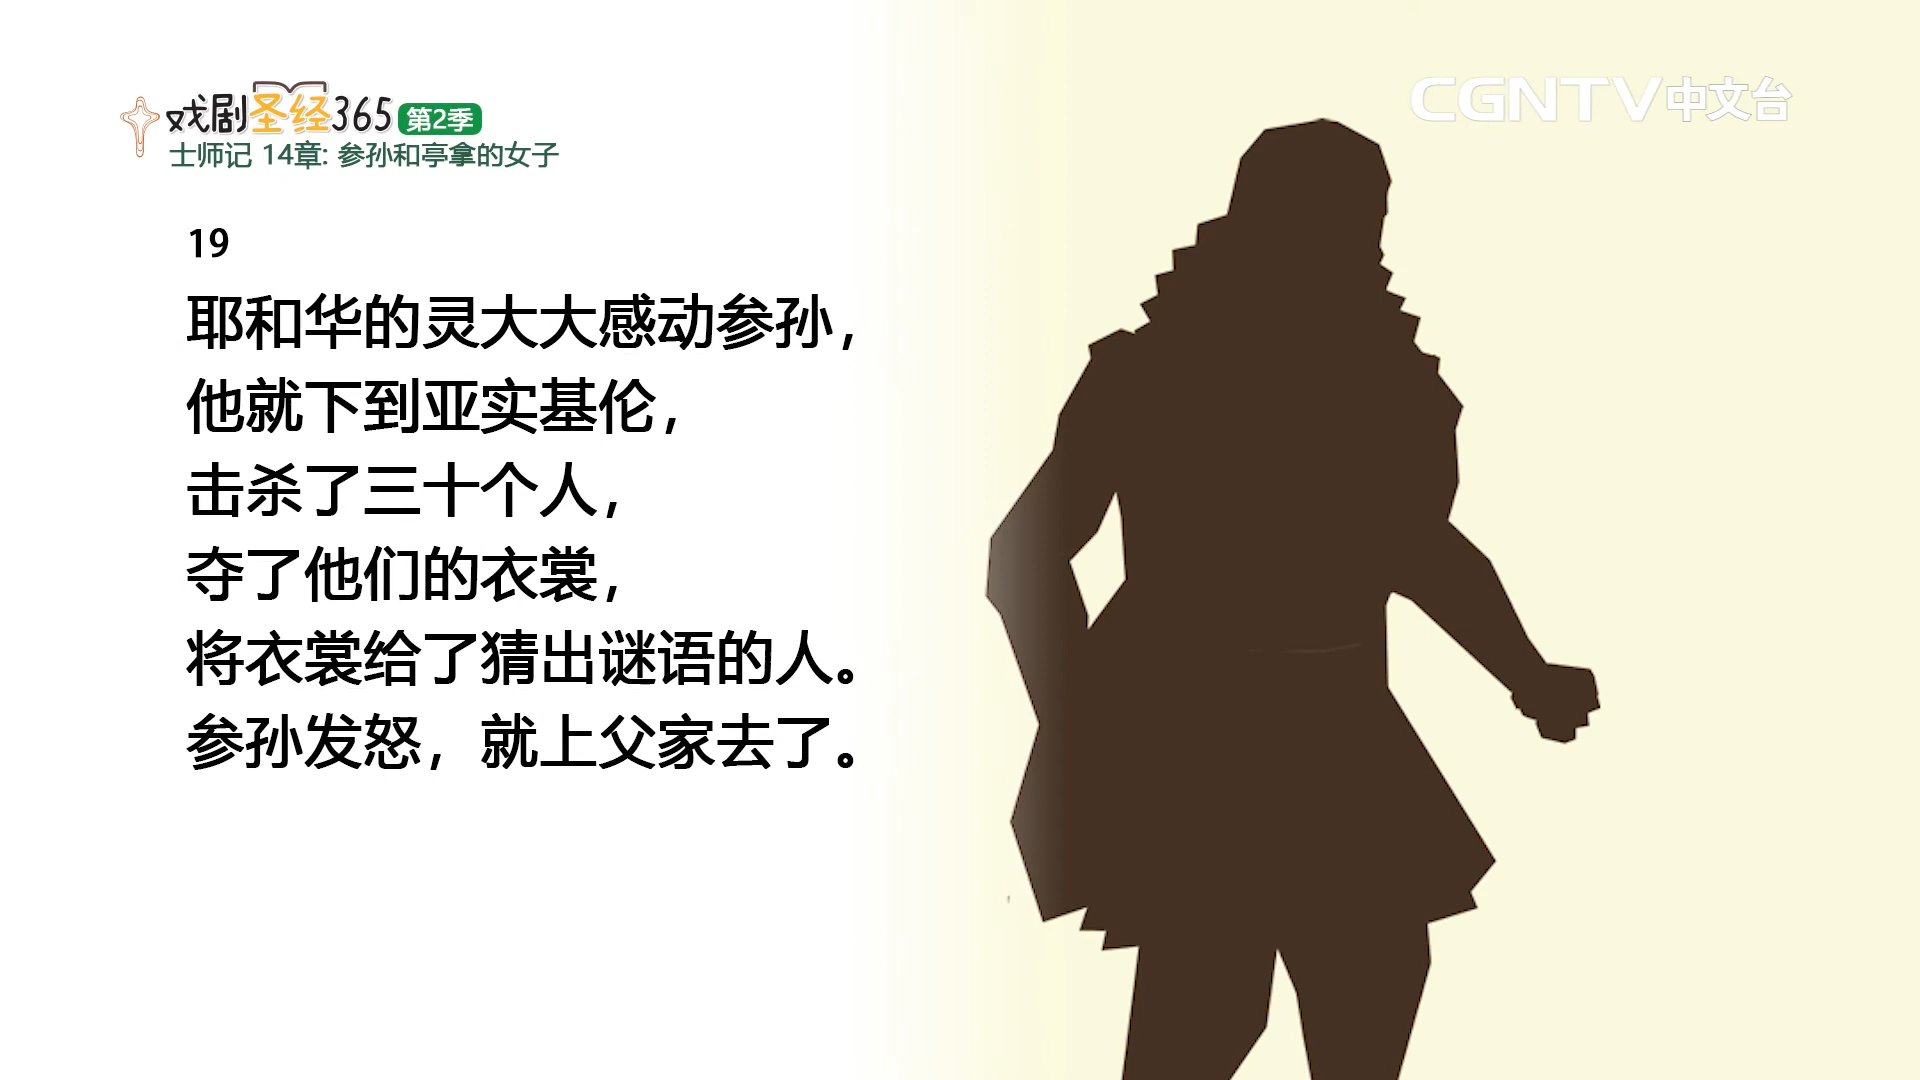 戏剧圣经365 第2季
CGNTV中文台
士师记 14章: 参孙和亭拿的女子
19
耶和华的灵大大感动参孙，
他就下到亚实基伦，
击杀了三十个人，
夺了他们的衣裳，
将衣裳给了猜出谜语的人。
参孙发怒，就上父家去了。